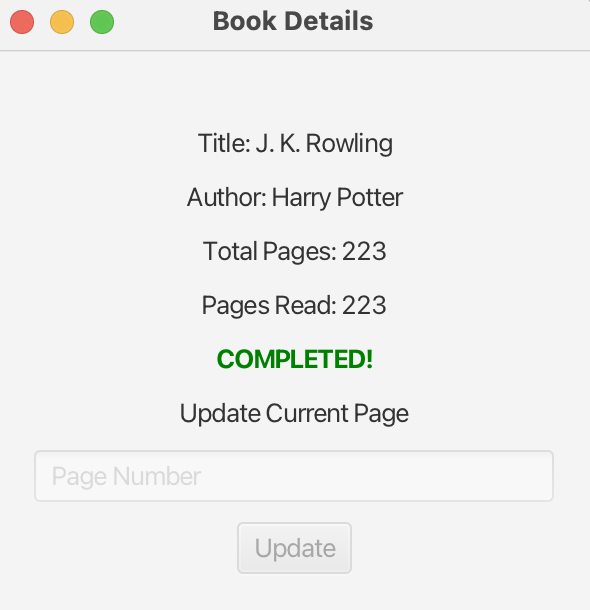 Book Details
Title: J. K. Rowling
Author: Harry Potter
Total Pages: 223
Pages Read: 223
COMPLETED!
Update Current Page
Page Number
Update